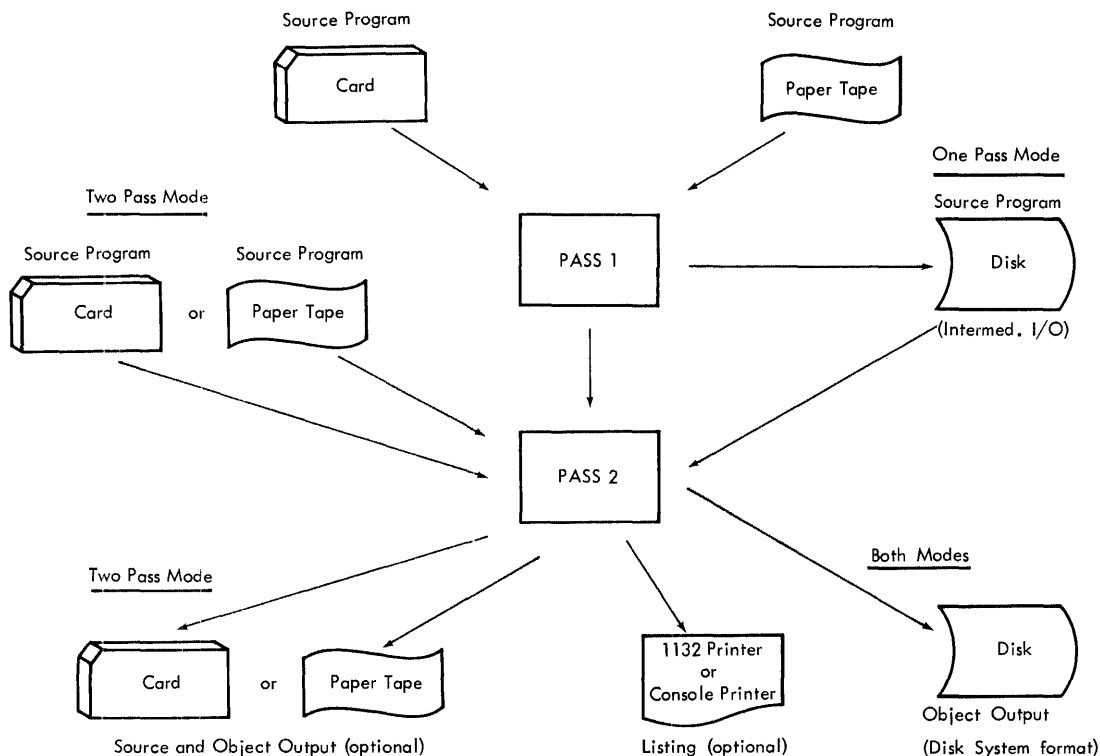 Source Program
Source Program
Card
Paper Tape
One Pass Mode
Two Pass Mode
Source Program
Source Program
Source Program
PASS 1
Disk
Card
or
Paper Tape
(Intermed. I/O)
PASS 2
Both Modes
Two Pass Mode
1132 Printer
or
Console Printer
Disk
Card
or
Paper Tape
Object Output
Source and Object Output (optional)
Listing (optional)
(Disk System format)